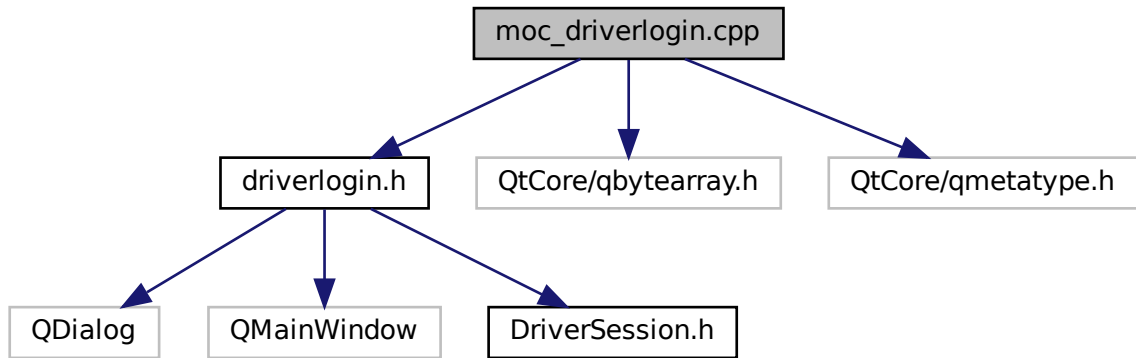 moc_driverlogin.cpp
driverlogin.h
QtCore/qbytearray.h
QtCore/qmetatype.h
QDialog
QMainWindow
DriverSession.h